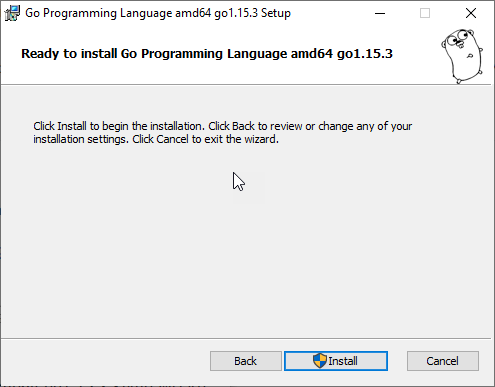 Go Programming Language amd64 go1.15.3 Setup
Ready to install Go Programming Language amd64 go1.15.3
Click Install to begin the installation. Click Back to review or change any of your
installation settings. Click Cancel to exit the wizard.
Back
Install
Cancel